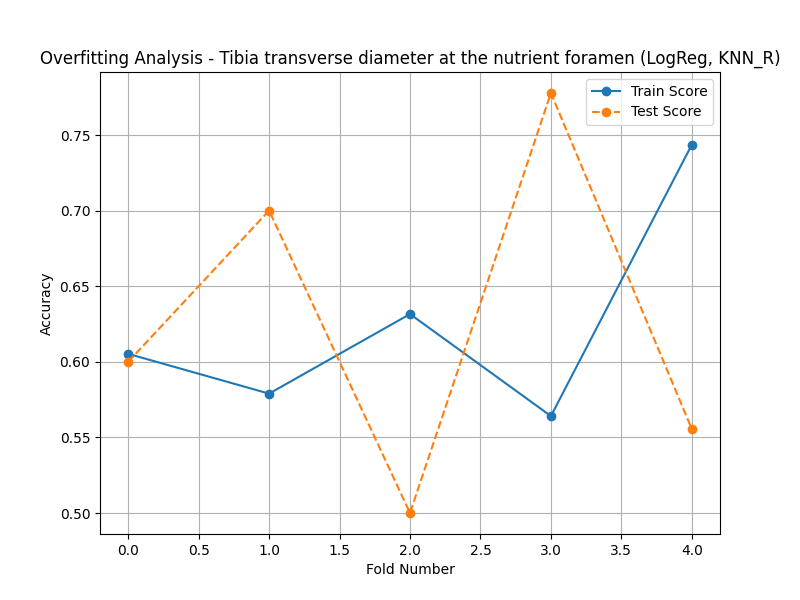 Overfitting Analysis - Tibia transverse diameter at the nutrient foramen (LogReg, KNN_R)
Train Score
Test Score
0.75
0.70
0.65
0.60
0.55
0.50
Accuracy
0.0 0.5 1.0 1.5 2.0 2.5 3.0 3.5 4.0
Fold Number